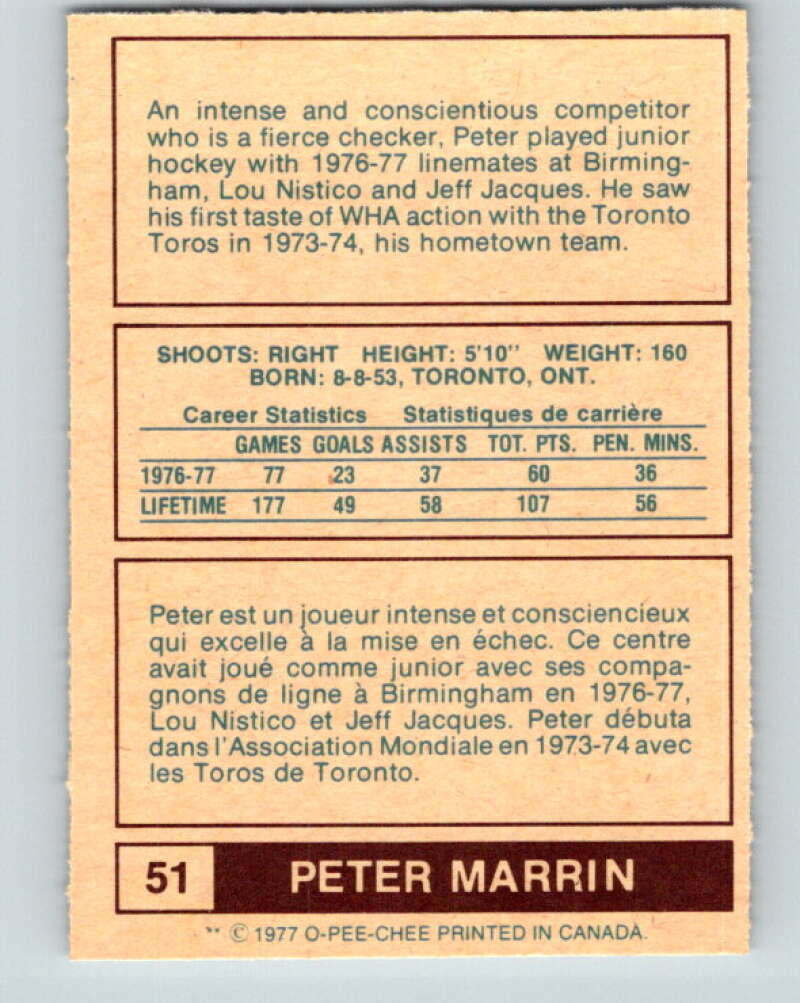 An intense and conscientious competitor
who is a fierce checker, Peter played junior
hockey with 1976-77 linemates at Birming-
ham, Lou Nistico and Jeff Jacques. He saw
his first taste of WHA action with the Toronto
Toros in 1973-74, his hometown team.
SHOOTS: RIGHT HEIGHT: 5'10'' WEIGHT: 160
BORN: 8-8-53, TORONTO, ONT.
Career Statistics Statistiques de carrière
GAMES GOALS ASSISTS TOT. PTS. PEN. MINS.
1976-77 77 23 37 60 36
LIFETIME 177 49 58 107 56
Peter est un joueur intense et consciencieux
qui excelle à la mise en échec. Ce centre
avait joué comme junior avec ses compa-
gnons de ligne à Birmingham en 1976-77,
Lou Nistico et Jeff Jacques. Peter débuta
dans l'Association Mondiale en 1973-74 avec
les Toros de Toronto.
51 PETER MARRIN
** © 1977 O-PEE-CHEE PRINTED IN CANADA.